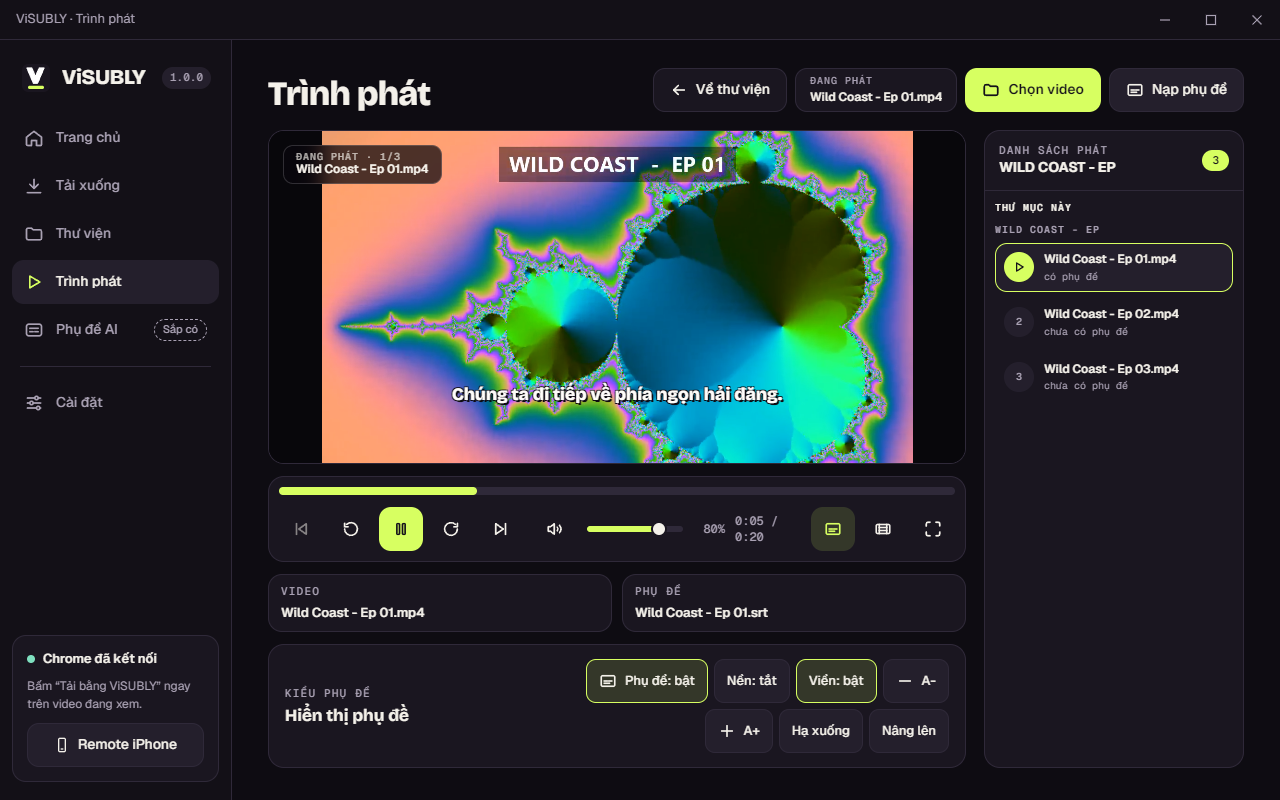 ViSUBLY · Trình phát
ViSUBLY
1.0.0
Trang chủ
Tải xuống
Thư viện
Trình phát
Phụ đề AI
Sắp có
Cài đặt
Chrome đã kết nối
Bấm “Tải bằng ViSUBLY” ngay
trên video đang xem.
Remote iPhone
Trình phát
Về thư viện
ĐANG PHÁT
Wild Coast - Ep 01.mp4
Chọn video
Nạp phụ đề
ĐANG PHÁT · 1/3
Wild Coast - Ep 01.mp4
WILD COAST - EP 01
Chúng ta đi tiếp về phía ngọn hải đăng.
80%
0:05 /
0:20
VIDEO
Wild Coast - Ep 01.mp4
PHỤ ĐỀ
Wild Coast - Ep 01.srt
KIỂU PHỤ ĐỀ
Hiển thị phụ đề
Phụ đề: bật
Nền: tắt
Viền: bật
A-
A+
Hạ xuống
Nâng lên
DANH SÁCH PHÁT
WILD COAST - EP
3
THƯ MỤC NÀY
WILD COAST - EP
Wild Coast - Ep 01.mp4
có phụ đề
2
Wild Coast - Ep 02.mp4
chưa có phụ đề
3
Wild Coast - Ep 03.mp4
chưa có phụ đề